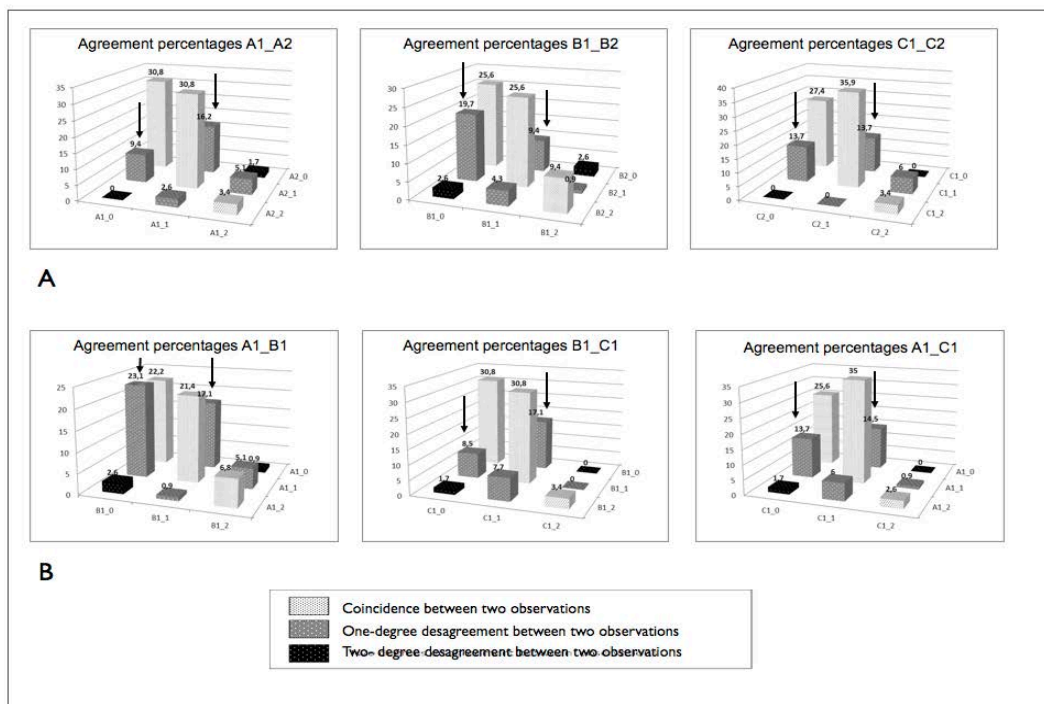 Agreement percentages A1_A2
35
30
25
20
15
10
5
0
30,8
30,8
16,2
9,4
5,1
1,7
0
2,6
3,4
A2_0
A2_1
A2_2
A1_0
A1_1
A1_2
Agreement percentages B1_B2
30
25
20
15
10
5
0
25,6
25,6
19,7
9,4
2,6
9,4
0,9
2,6
4,3
B2_0
B2_1
B2_2
B1_0
B1_1
B1_2
Agreement percentages C1_C2
40
35
30
25
20
15
10
5
0
27,4
35,9
13,7
13,7
6
0
0
0
3,4
C1_0
C1_1
C1_2
C2_0
C2_1
C2_2
A
Agreement percentages A1_B1
25
20
15
10
5
0
23,1
22,2
21,4
17,1
5,1
0,9
2,6
0,9
6,8
A1_0
A1_1
A1_2
B1_0
B1_1
B1_2
Agreement percentages B1_C1
35
30
25
20
15
10
5
0
30,8
30,8
17,1
8,5
7,7
0
0
1,7
3,4
B1_0
B1_1
B1_2
C1_0
C1_1
C1_2
Agreement percentages A1_C1
35
30
25
20
15
10
5
0
25,6
35
14,5
13,7
0
0,9
1,7
6
2,6
A1_0
A1_1
A1_2
C1_0
C1_1
C1_2
B
Coincidence between two observations
One-degree desagreement between two observations
Two- degree desagreement between two observations